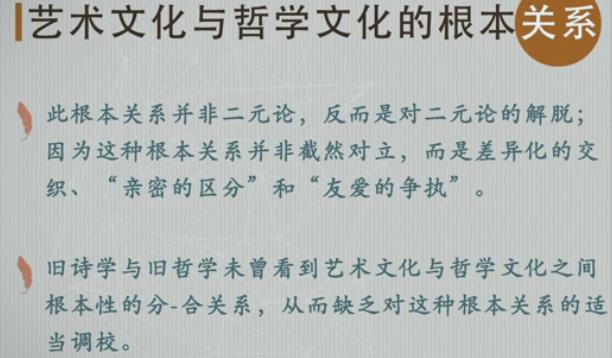 艺术文化与哲学文化的根本关系
此根本关系并非二元论，反而是对二元论的解脱；
因为这种根本关系并非截然对立，而是差异化的交
织、“亲密的区分”和“友爱的争执”。
旧诗学与旧哲学未曾看到艺术文化与哲学文化之间
根本性的分-合关系，从而缺乏对这种根本关系的适
当调校。